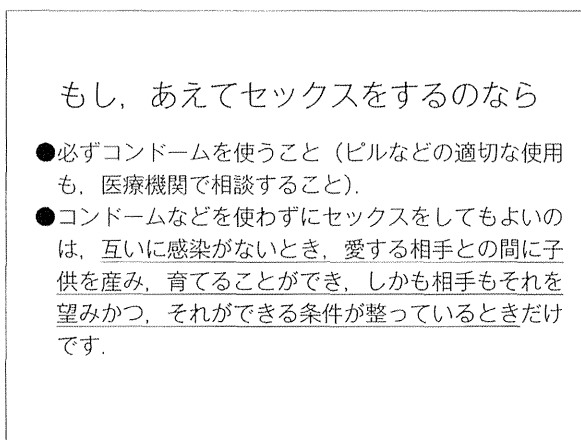 もし，あえてセックスをするのなら
●必ずコンドームを使うこと（ピルなどの適切な使用
も，医療機関で相談すること）．
●コンドームなどを使わずにセックスをしてもよいの
は，互いに感染がないとき，愛する相手との間に子
供を産み，育てることができ，しかも相手もそれを
望みかつ，それができる条件が整っているときだけ
です．